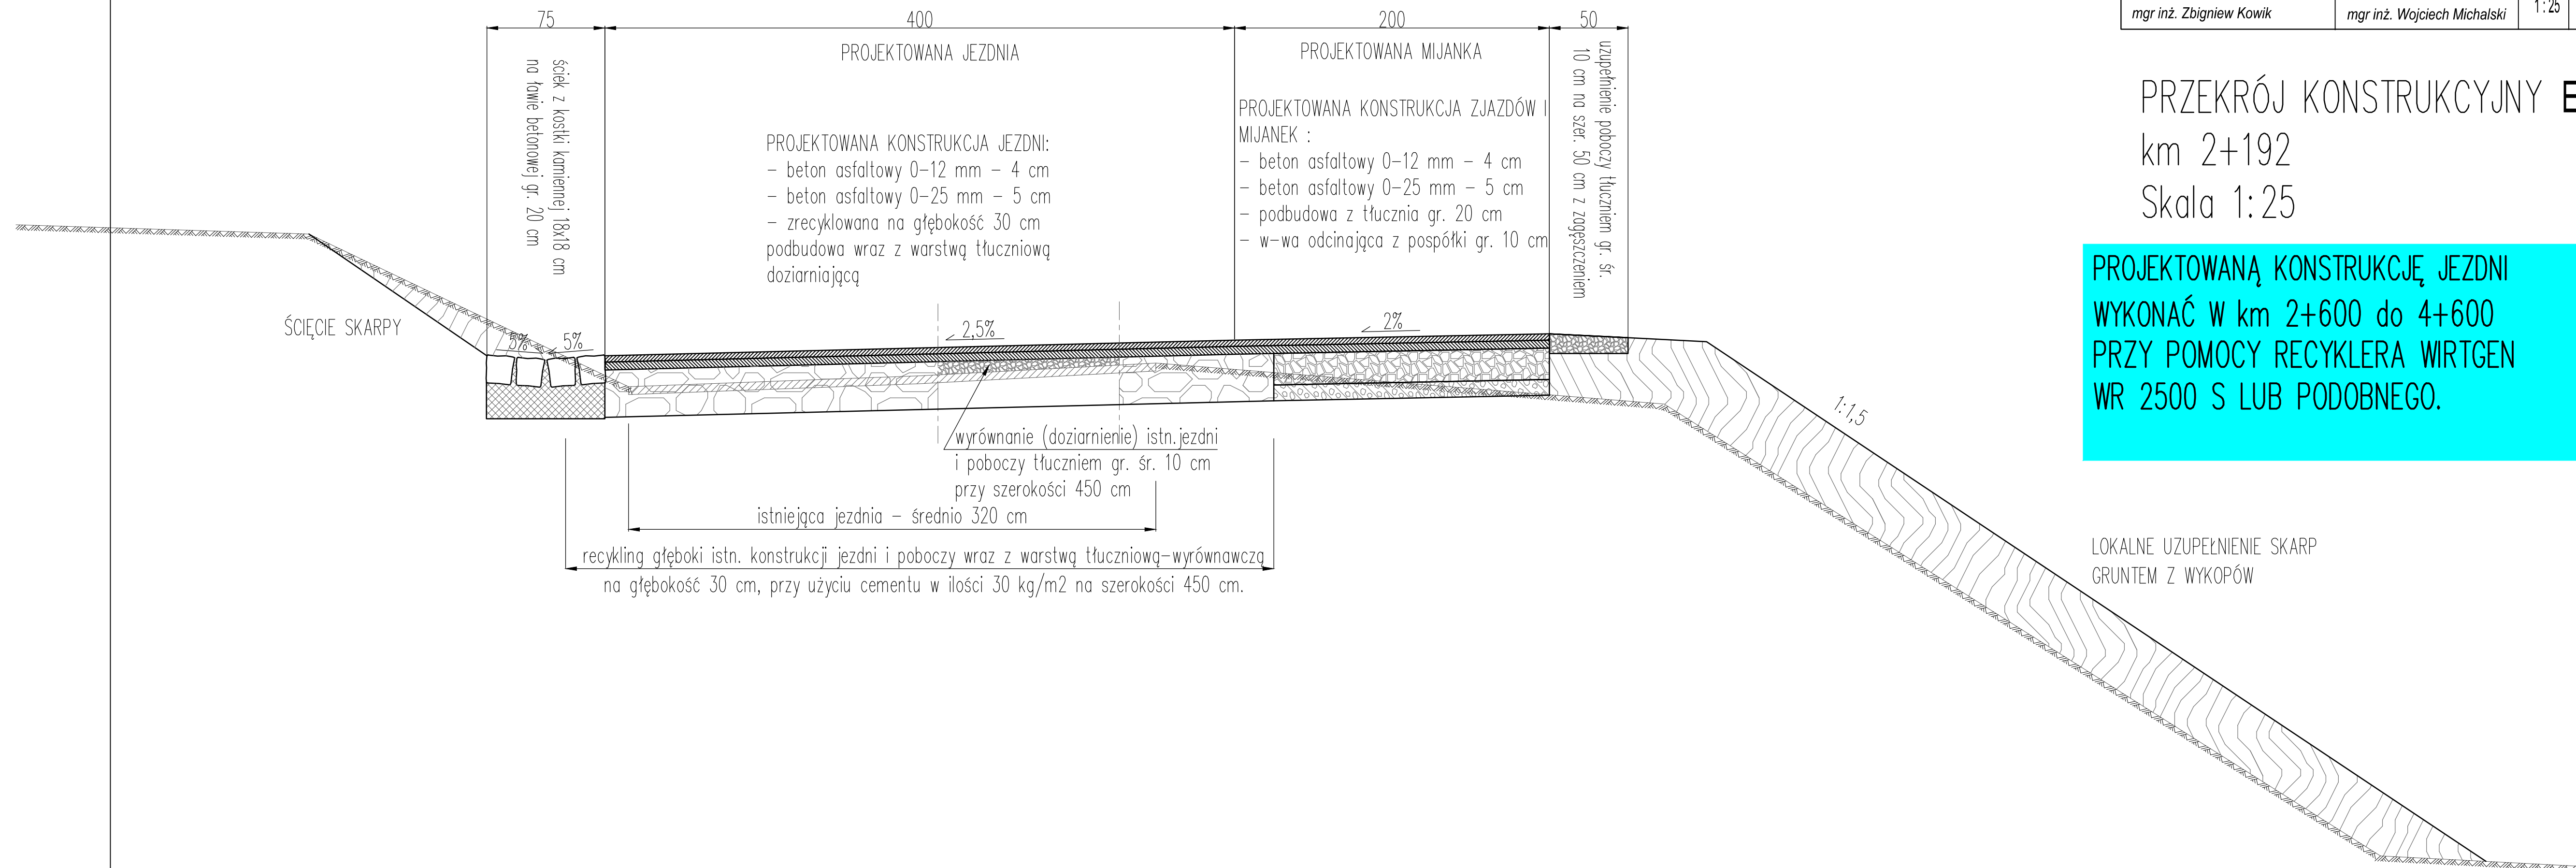 75
400
200
50
mgr inż. Zbigniew Kowik
mgr inż. Wojciech Michalski
1:25
PROJEKTOWANA JEZDNIA
PROJEKTOWANA MIJANKA
ściek z kostki kamiennej 18x18 cm
na ławie betonowej gr. 20 cm
uzupełnienie poboczy tłuczniem gr. śr.
10 cm na szer. 50 cm z zagęszczeniem
PROJEKTOWANA KONSTRUKCJA JEZDNI:
- beton asfaltowy 0-12 mm - 4 cm
- beton asfaltowy 0-25 mm - 5 cm
- zrecyklowana na głębokość 30 cm
podbudowa wraz z warstwą tłuczniową
doziarniającą
PROJEKTOWANA KONSTRUKCJA ZJAZDÓW I
MIJANEK :
- beton asfaltowy 0-12 mm - 4 cm
- beton asfaltowy 0-25 mm - 5 cm
- podbudowa z tłucznia gr. 20 cm
- w-wa odcinająca z pospółki gr. 10 cm
PRZEKRÓJ KONSTRUKCYJNY
km 2+192
Skala 1:25
PROJEKTOWANĄ KONSTRUKCJĘ JEZDNI
WYKONAĆ W km 2+600 do 4+600
PRZY POMOCY RECYKLERA WIRTGEN
WR 2500 S LUB PODOBNEGO.
ŚCIĘCIE SKARPY
5%
5%
2,5%
2%
1:1,5
wyrównanie (doziarnienie) istn.jezdni
i poboczy tłuczniem gr. śr. 10 cm
przy szerokości 450 cm
istniejąca jezdnia - średnio 320 cm
recykling głęboki istn. konstrukcji jezdni i poboczy wraz z warstwą tłuczniową-wyrównawczą
na głębokość 30 cm, przy użyciu cementu w ilości 30 kg/m2 na szerokości 450 cm.
LOKALNE UZUPEŁNIENIE SKARP
GRUNTEM Z WYKOPÓW